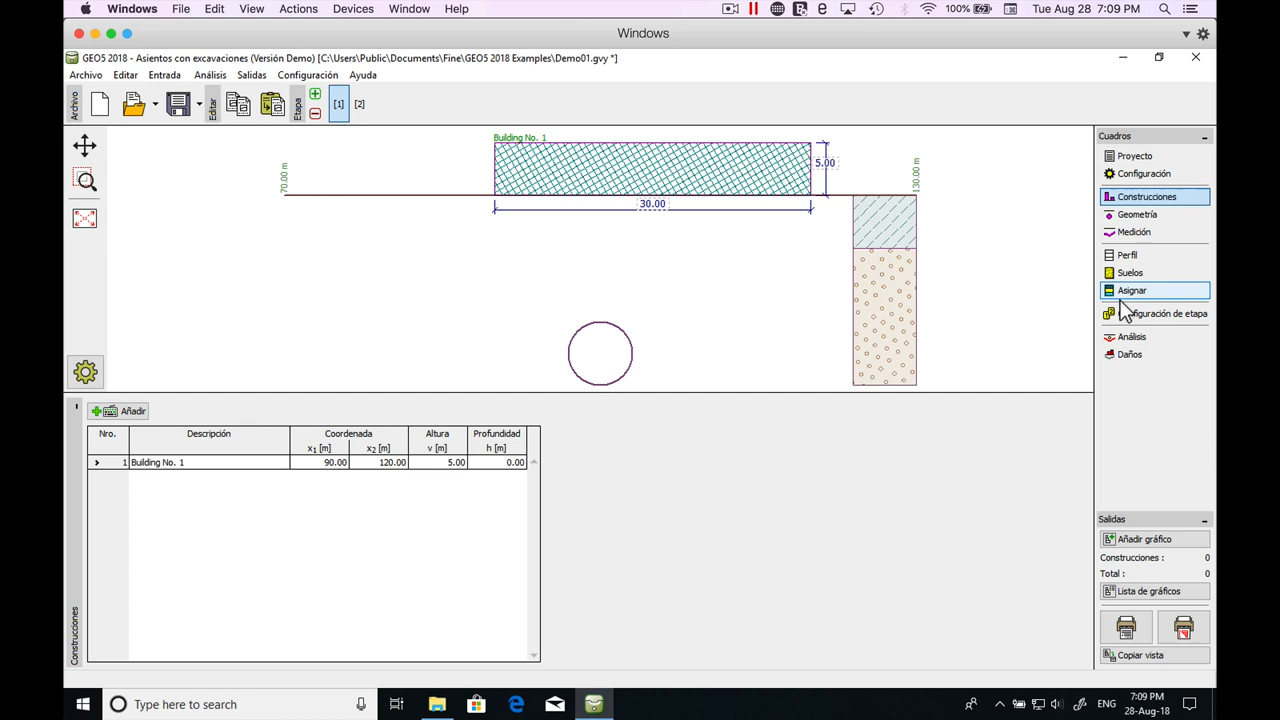 Windows File Edit View Actions Devices Window Help 100% Tue Aug 28 7:09 PM
Windows
GEO5 2018 - Asientos con excavaciones (Versión Demo) [C:\Users\Public\Documents\Fine\GEO5 2018 Examples\Demo01.gvy *]
Archivo Editar Entrada Análisis Salidas Configuración Ayuda
Archivo Editar Etapa [1] [2]
Building No. 1
5.00
70.00 m
130.00 m
30.00
Cuadros
Proyecto
Configuración
Construcciones
Geometría
Medición
Perfil
Suelos
Asignar
figuración de etapa
Análisis
Daños
Añadir
Nro. Descripción Coordenada Altura Profundidad
x1 [m] x2 [m] v [m] h [m]
1 Building No. 1 90.00 120.00 5.00 0.00
Construcciones
Salidas
Añadir gráfico
Construcciones : 0
Total : 0
Lista de gráficos
Copiar vista
Type here to search
ENG
7:09 PM
28-Aug-18